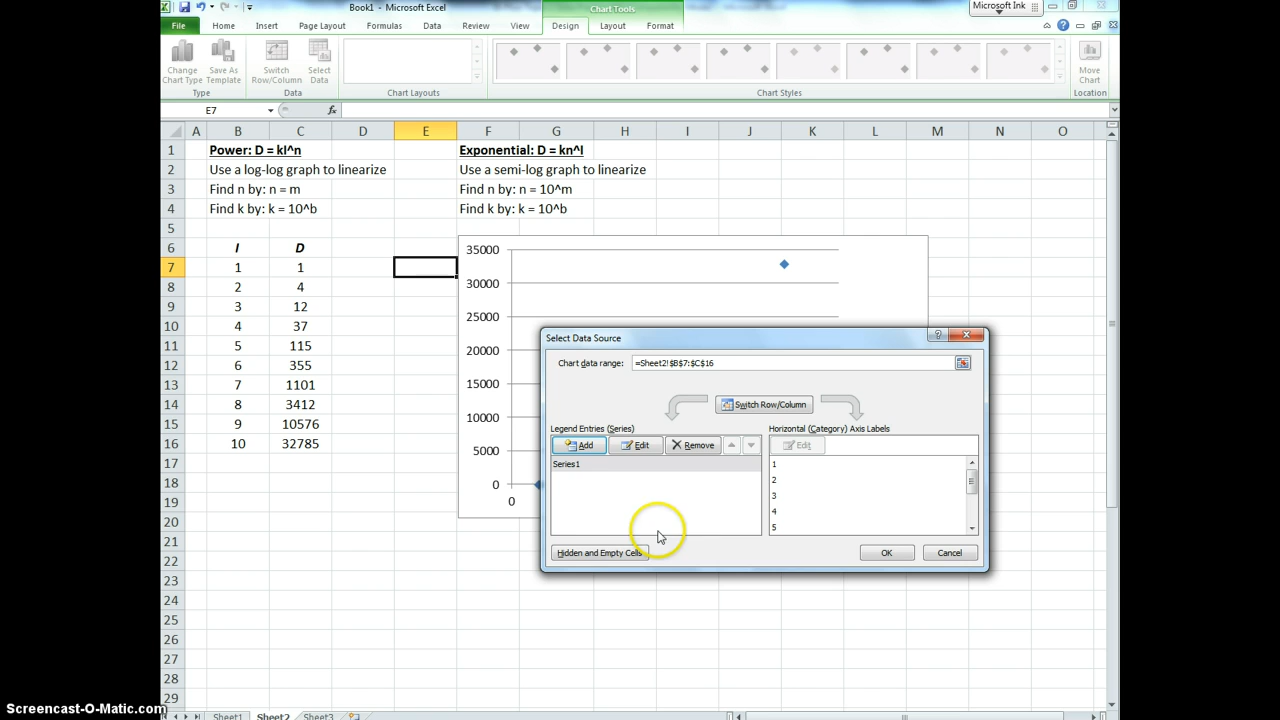 Book1 - Microsoft Excel
Chart Tools
Microsoft Ink
File Home Insert Page Layout Formulas Data Review View Design Layout Format
Change Chart Type
Save As Template
Switch Row/Column
Select Data
Move Chart
Type Data Chart Layouts Chart Styles Location
E7 fx
A B C D E F G H I J K L M N O
1 Power: D = kI^n Exponential: D = kn^I
2 Use a log-log graph to linearize Use a semi-log graph to linearize
3 Find n by: n = m Find n by: n = 10^m
4 Find k by: k = 10^b Find k by: k = 10^b
5
6 I D
7 1 1
8 2 4
9 3 12
10 4 37
11 5 115
12 6 355
13 7 1101
14 8 3412
15 9 10576
16 10 32785
17
18
19
20
21
22
23
24
25
26
27
28
29
35000
30000
25000
20000
15000
10000
5000
0
0
Select Data Source
Chart data range: =Sheet2!$B$7:$C$16
Switch Row/Column
Legend Entries (Series) Horizontal (Category) Axis Labels
Add Edit Remove Edit
Series1
1
2
3
4
5
Hidden and Empty Cells OK Cancel
Sheet1 Sheet2 Sheet3
Screencast-O-Matic.com